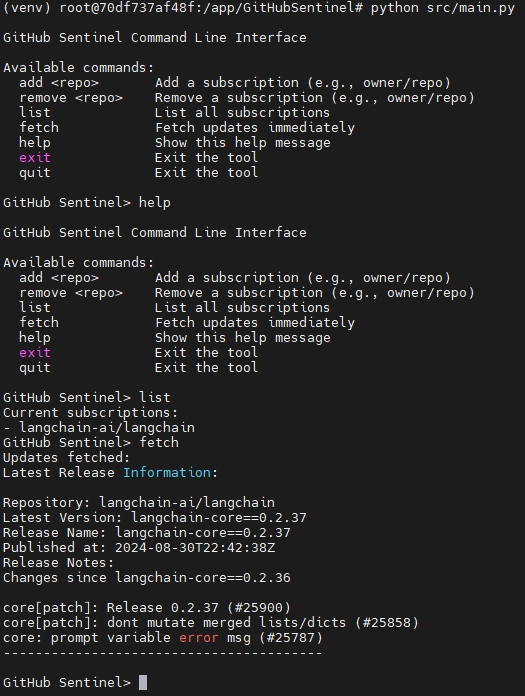 (venv) root@70df737af48f:/app/GitHubSentinel# python src/main.py
GitHub Sentinel Command Line Interface
Available commands:
add <repo> Add a subscription (e.g., owner/repo)
remove <repo> Remove a subscription (e.g., owner/repo)
list List all subscriptions
fetch Fetch updates immediately
help Show this help message
exit Exit the tool
quit Exit the tool
GitHub Sentinel> help
GitHub Sentinel Command Line Interface
Available commands:
add <repo> Add a subscription (e.g., owner/repo)
remove <repo> Remove a subscription (e.g., owner/repo)
list List all subscriptions
fetch Fetch updates immediately
help Show this help message
exit Exit the tool
quit Exit the tool
GitHub Sentinel> list
Current subscriptions:
- langchain-ai/langchain
GitHub Sentinel> fetch
Updates fetched:
Latest Release Information:
Repository: langchain-ai/langchain
Latest Version: langchain-core==0.2.37
Release Name: langchain-core==0.2.37
Published at: 2024-08-30T22:42:38Z
Release Notes:
Changes since langchain-core==0.2.36
core[patch]: Release 0.2.37 (#25900)
core[patch]: dont mutate merged lists/dicts (#25858)
core: prompt variable error msg (#25787)
----------------------------------------
GitHub Sentinel>